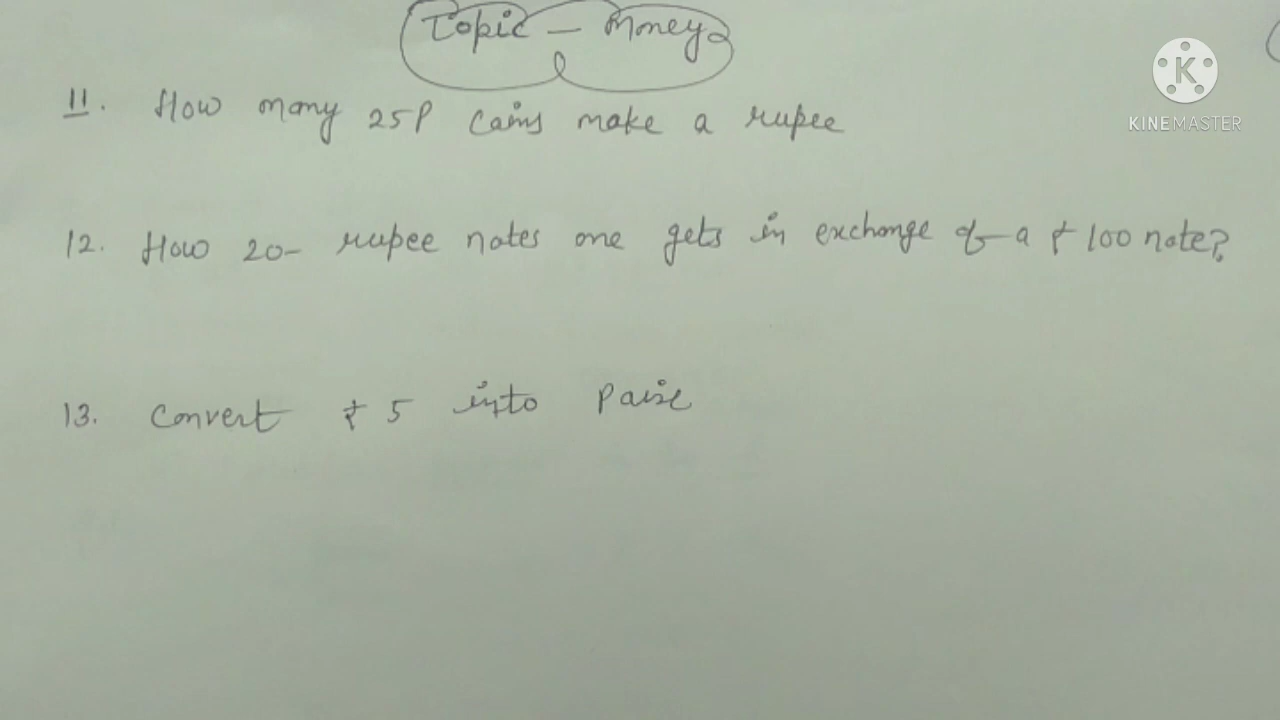 Topic - Money
11. How many 25P Coins make a rupee
12. How 20- rupee notes one gets in exchange of a ₹ 100 note?
13. Convert ₹ 5 into Paise
K
KINEMASTER